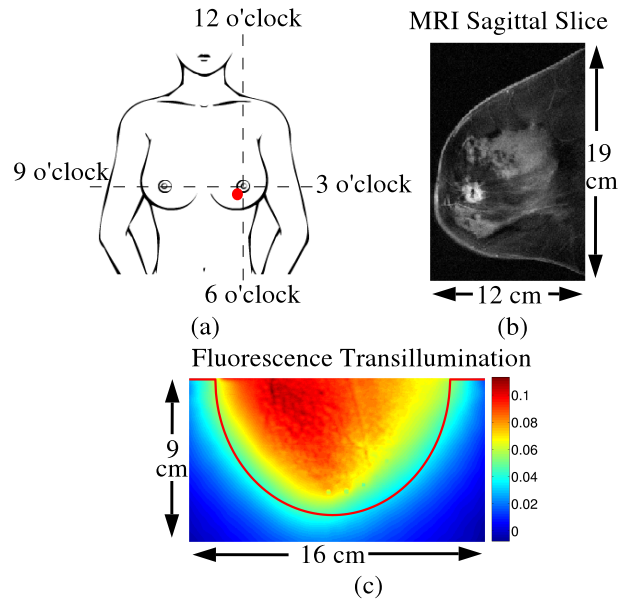 12 o'clock
MRI Sagittal Slice
9 o'clock
3 o'clock
19
cm
6 o'clock
12 cm
(a)
(b)
Fluorescence Transillumination
9
cm
0.1
0.08
0.06
0.04
0.02
0
16 cm
(c)